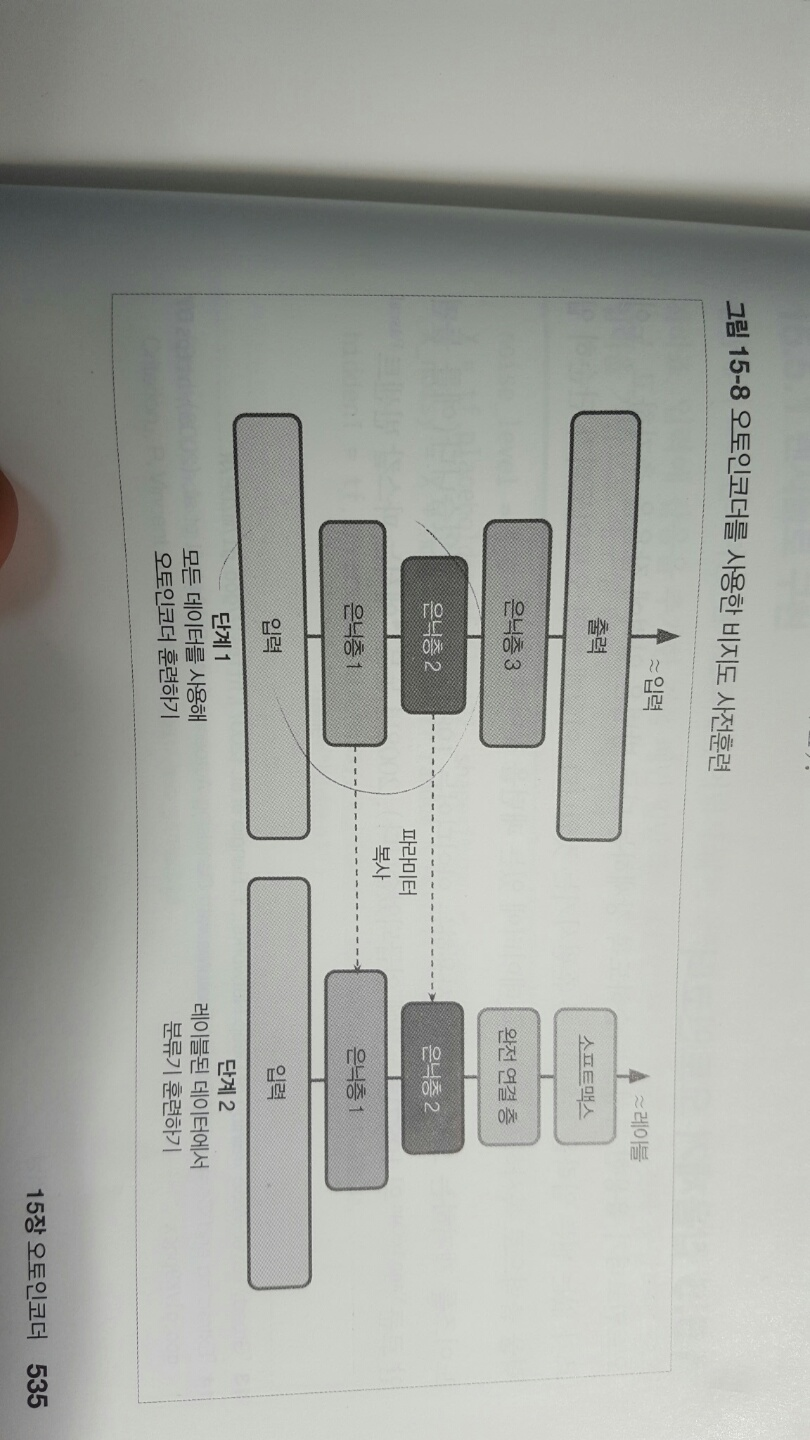 그림 15-8 오토인코더를 사용한 비지도 사전훈련
≈입력
출력
은닉층 3
은닉층 2
은닉층 1
입력
단계 1
모든 데이터를 사용해
오토인코더 훈련하기
파라미터
복사
≈레이블
소프트맥스
완전 연결 층
은닉층 2
은닉층 1
입력
단계 2
레이블된 데이터에서
분류기 훈련하기
15장 오토인코더 535